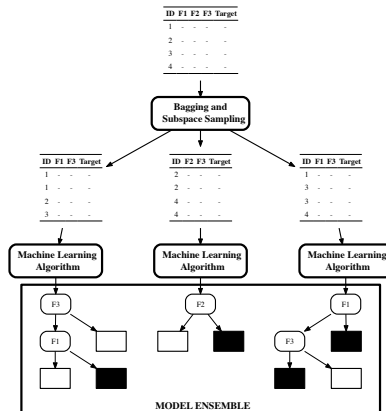 ID F1 F2 F3 Target
1 - - - -
2 - - - -
3 - - - -
4 - - - -
Bagging and
Subspace Sampling
ID F1 F3 Target
1 - - -
1 - - -
2 - - -
3 - - -
ID F2 F3 Target
2 - - -
2 - - -
4 - - -
4 - - -
ID F1 F3 Target
1 - - -
3 - - -
3 - - -
4 - - -
Machine Learning
Algorithm
Machine Learning
Algorithm
Machine Learning
Algorithm
F3
F2
F1
F1
F3
MODEL ENSEMBLE